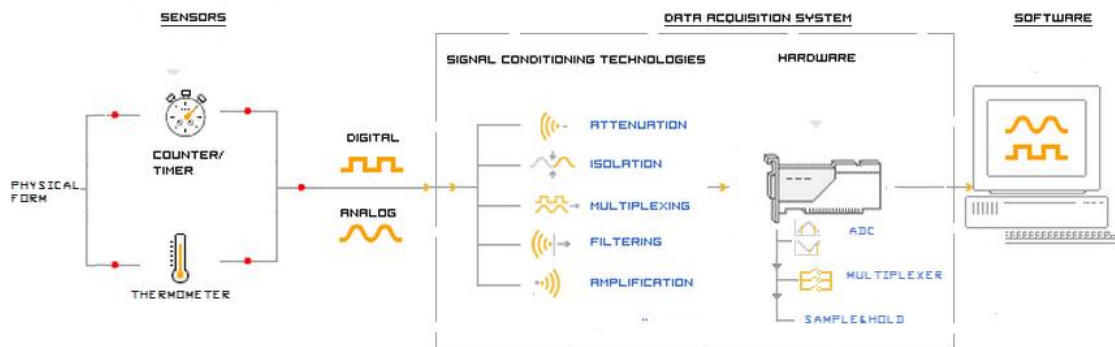 SENSORS
DATA ACQUISITION SYSTEM
SOFTWARE
SIGNAL CONDITIONING TECHNOLOGIES
HARDWARE
PHYSICAL
FORM
COUNTER/
TIMER
THERMOMETER
DIGITAL
ANALOG
ATTENUATION
ISOLATION
MULTIPLEXING
FILTERING
AMPLIFICATION
ADC
MULTIPLEXER
SAMPLE&HOLD